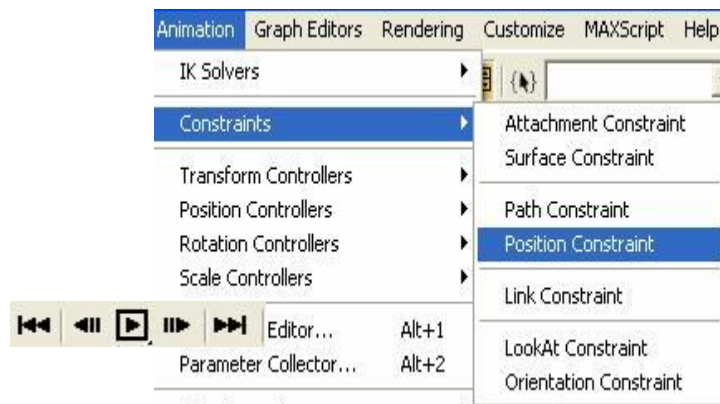 Animation Graph Editors Rendering Customize MAXScript Help
IK Solvers
Constraints
Transform Controllers
Position Controllers
Rotation Controllers
Scale Controllers
Editor... Alt+1
Parameter Collector... Alt+2
Attachment Constraint
Surface Constraint
Path Constraint
Position Constraint
Link Constraint
LookAt Constraint
Orientation Constraint